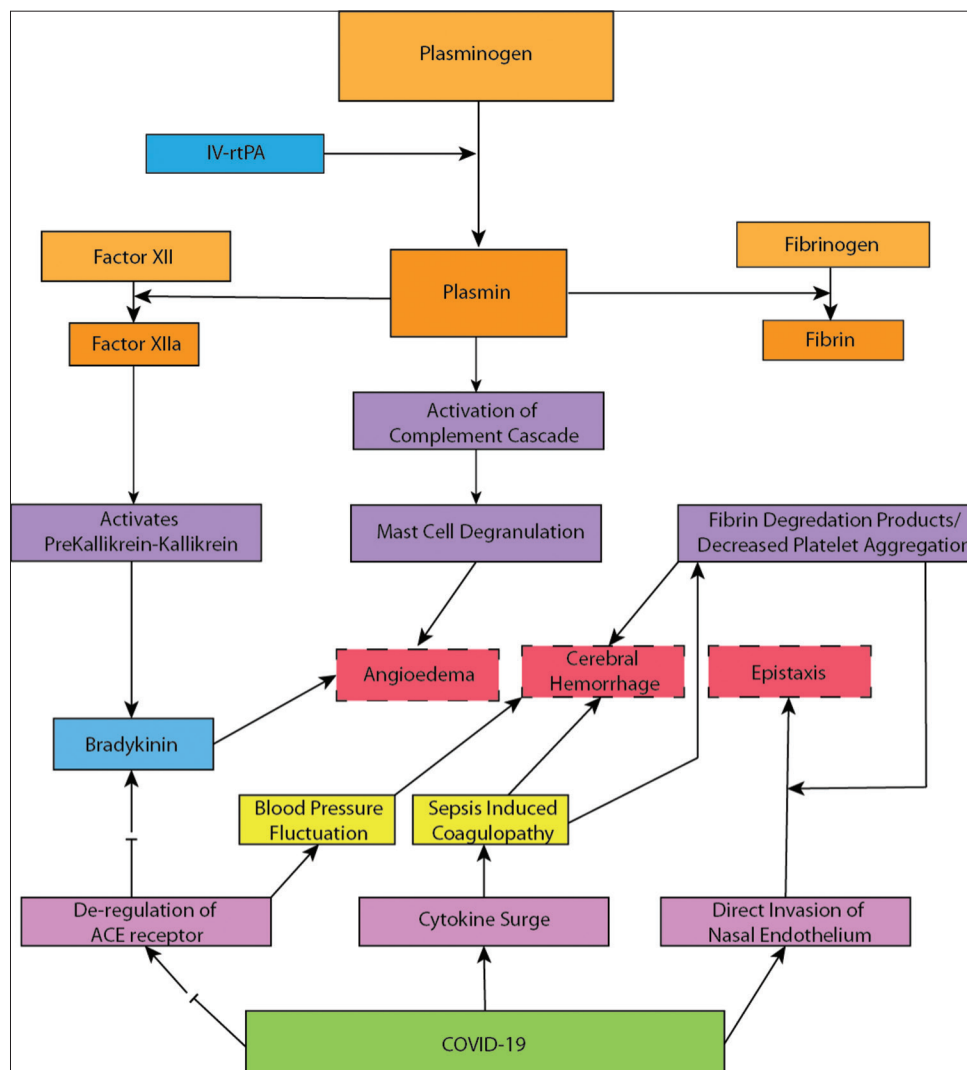 Plasminogen
IV-rtPA
Factor XII
Fibrinogen
Plasmin
Factor XIIa
Fibrin
Activation of
Complement Cascade
Activates
PreKallikrein-Kallikrein
Mast Cell Degranulation
Fibrin Degredation Products/
Decreased Platelet Aggregation
Angioedema
Cerebral
Hemorrhage
Epistaxis
Bradykinin
Blood Pressure
Fluctuation
Sepsis Induced
Coagulopathy
De-regulation of
ACE receptor
Cytokine Surge
Direct Invasion of
Nasal Endothelium
COVID-19